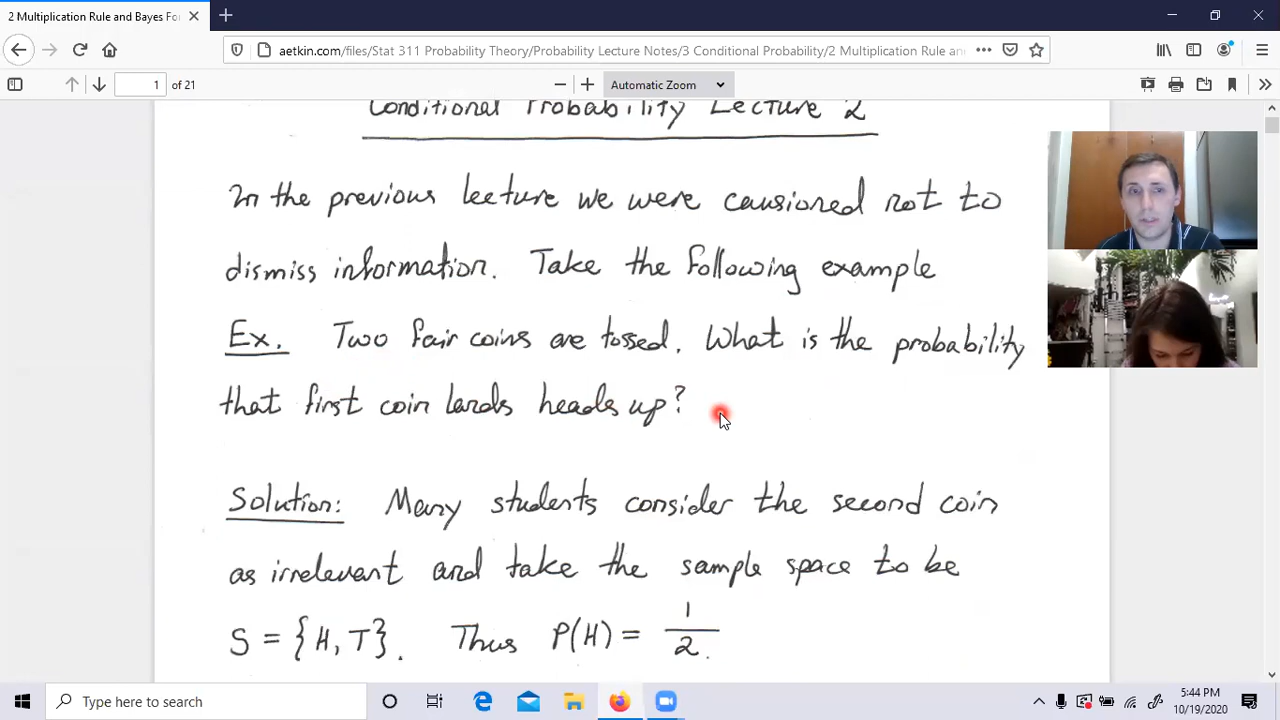 2 Multiplication Rule and Bayes Fo
aetkin.com/files/Stat 311 Probability Theory/Probability Lecture Notes/3 Conditional Probability/2 Multiplication Rule and
1 of 21
Automatic Zoom
Conditional Probability Lecture 2
In the previous lecture we were causioned not to
dismiss information. Take the following example
Ex. Two fair coins are tossed. What is the probability
that first coin lands heads up?
Solution: Many students consider the second coin
as irrelevant and take the sample space to be
S = {H, T}. Thus P(H) = 1/2.
Type here to search
5:44 PM
10/19/2020